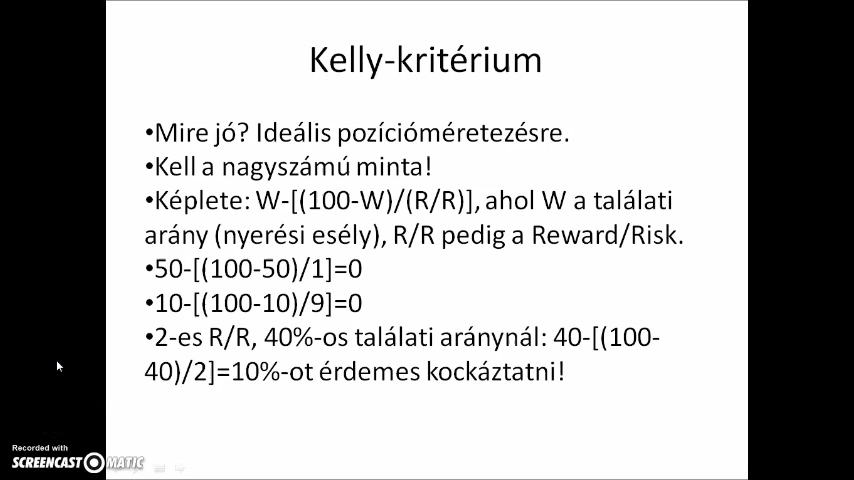 Kelly-kritérium
•Mire jó? Ideális pozícióméretezésre.
•Kell a nagyszámú minta!
•Képlete: W-[(100-W)/(R/R)], ahol W a találati
arány (nyerési esély), R/R pedig a Reward/Risk.
•50-[(100-50)/1]=0
•10-[(100-10)/9]=0
•2-es R/R, 40%-os találati aránynál: 40-[(100-
40)/2]=10%-ot érdemes kockáztatni!
Recorded with
SCREENCAST MATIC